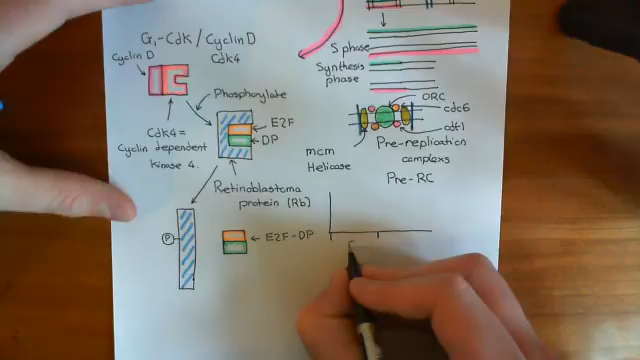 G₁-Cdk / Cyclin D
Cdk4
Cyclin D
Phosphorylate
Cdk4 =
Cyclin dependent
Kinase 4.
E2F
DP
Retinoblastoma
protein (Rb)
P
E2F-DP
S phase
Synthesis
phase
ORC
cdc6
cdt1
mcm
Helicase
Pre-replication
complexs
Pre-RC